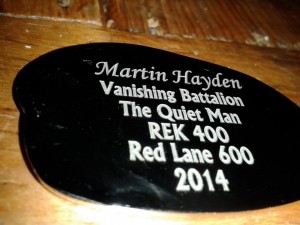 Martin Hayden
Vanishing Battalion
The Quiet Man
REK 400
Red Lane 600
2014